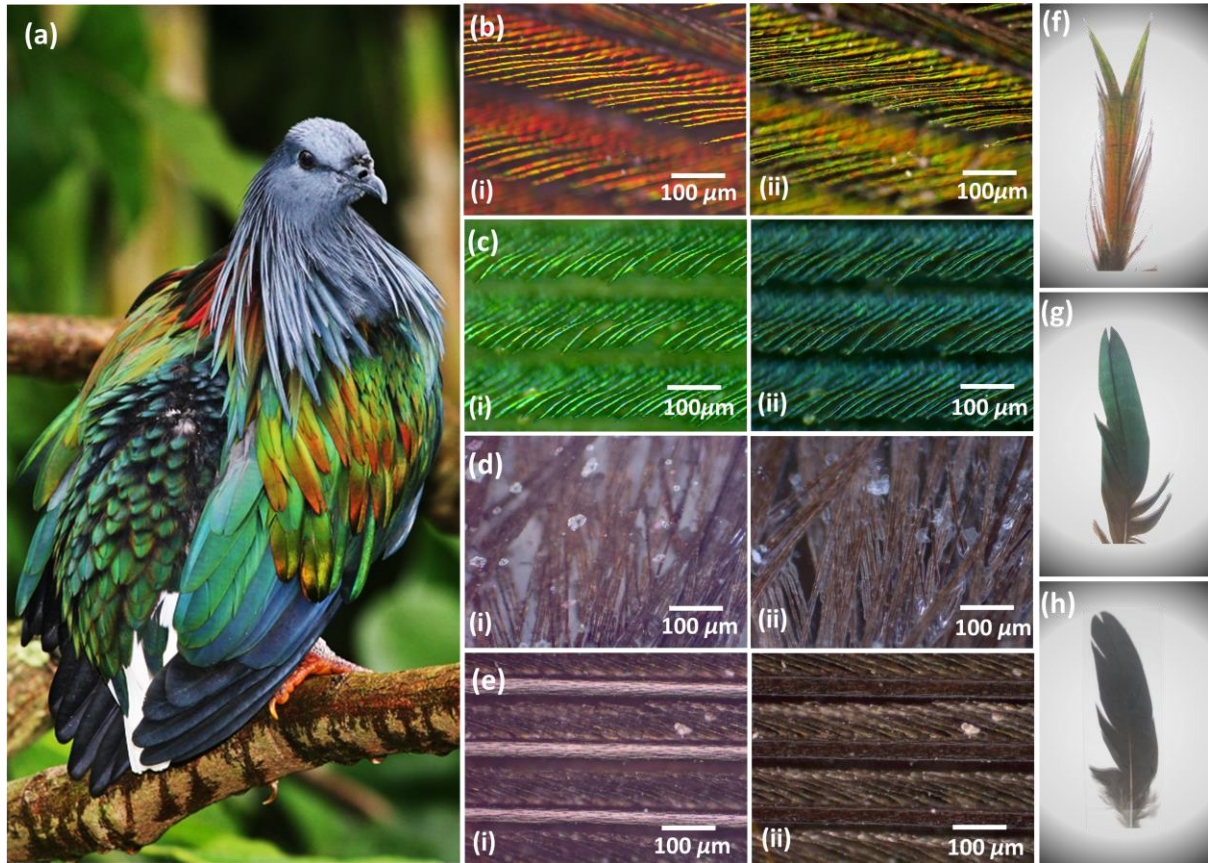 (a)
(b)
(i)
100 µm
(ii)
100µm
(c)
(i)
100µm
(ii)
100 µm
(d)
(i)
100 µm
(ii)
100 µm
(e)
(i)
100 µm
(ii)
100 µm
(f)
(g)
(h)